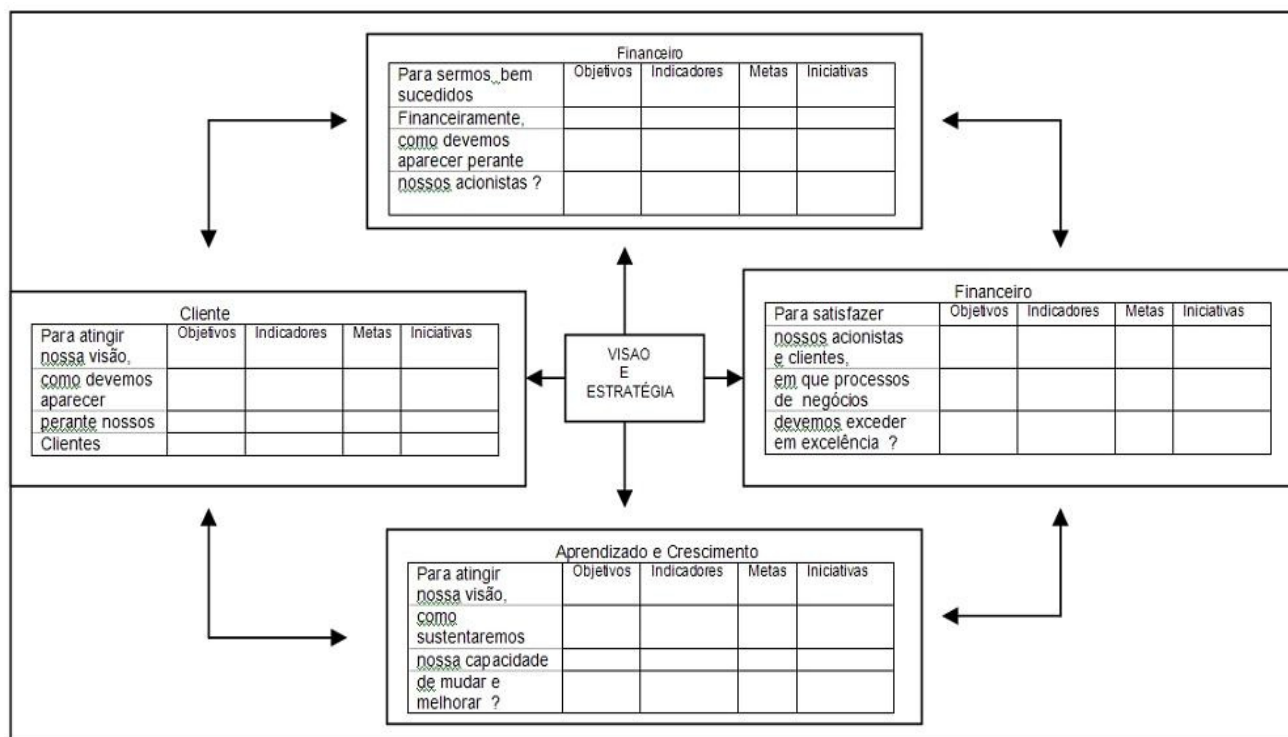 Financeiro
Para sermos bem
sucedidos
Financeiramente,
como devemos
aparecer perante
nossos acionistas ?
Objetivos Indicadores Metas Iniciativas
Cliente
Para atingir
nossa visão,
como devemos
aparecer
perante nossos
Clientes
Objetivos Indicadores Metas Iniciativas
VISAO
E
ESTRATÉGIA
Financeiro
Para satisfazer
nossos acionistas
e clientes,
em que processos
de negócios
devemos exceder
em excelência ?
Objetivos Indicadores Metas Iniciativas
Aprendizado e Crescimento
Para atingir
nossa visão,
como
sustentaremos
nossa capacidade
de mudar e
melhorar ?
Objetivos Indicadores Metas Iniciativas